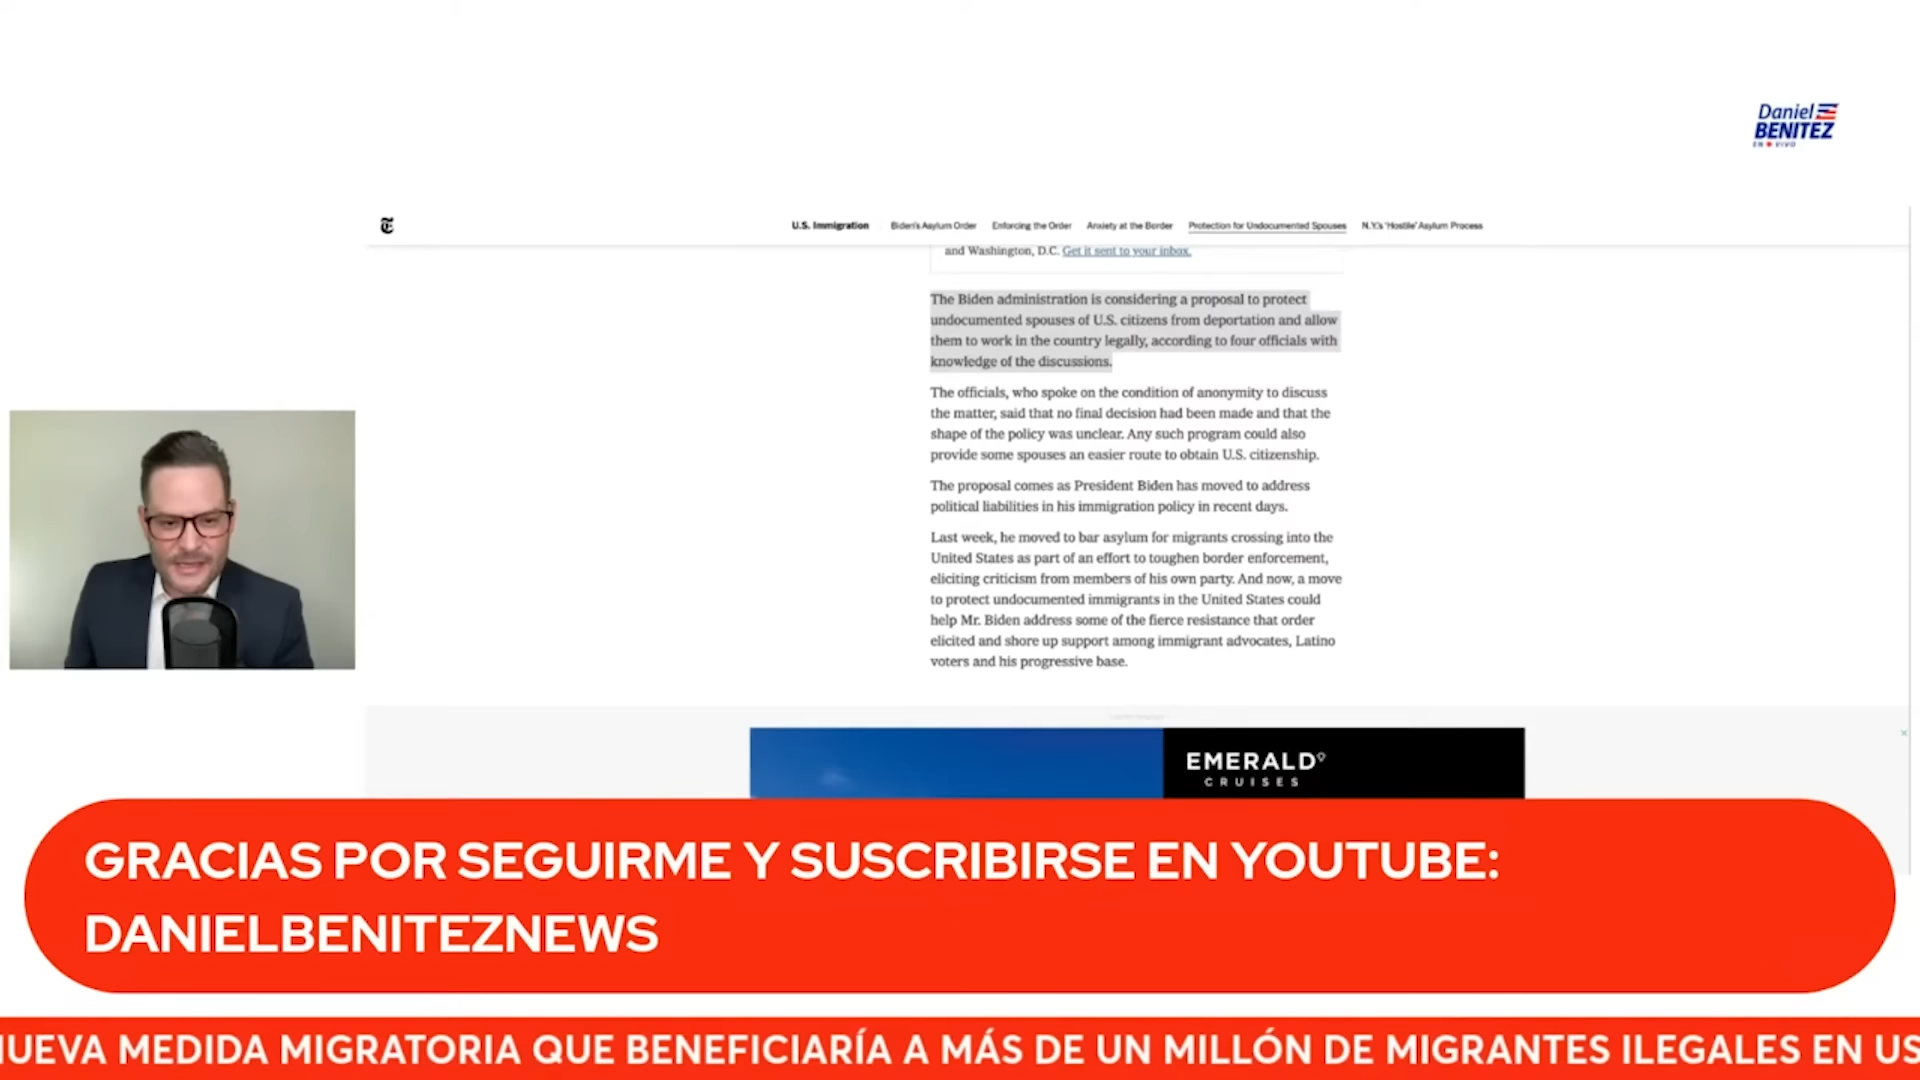 Daniel
BENITEZ
EN VIVO
U.S. Immigration Biden's Asylum Order Enforcing the Order Anxiety at the Border Protection for Undocumented Spouses N.Y.'s 'Hostile' Asylum Process
and Washington, D.C. Get it sent to your inbox.
The Biden administration is considering a proposal to protect
undocumented spouses of U.S. citizens from deportation and allow
them to work in the country legally, according to four officials with
knowledge of the discussions.
The officials, who spoke on the condition of anonymity to discuss
the matter, said that no final decision had been made and that the
shape of the policy was unclear. Any such program could also
provide some spouses an easier route to obtain U.S. citizenship.
The proposal comes as President Biden has moved to address
political liabilities in his immigration policy in recent days.
Last week, he moved to bar asylum for migrants crossing into the
United States as part of an effort to toughen border enforcement,
eliciting criticism from members of his own party. And now, a move
to protect undocumented immigrants in the United States could
help Mr. Biden address some of the fierce resistance that order
elicited and shore up support among immigrant advocates, Latino
voters and his progressive base.
EMERALD
CRUISES
GRACIAS POR SEGUIRME Y SUSCRIBIRSE EN YOUTUBE:
DANIELBENITEZNEWS
NUEVA MEDIDA MIGRATORIA QUE BENEFICIARÍA A MÁS DE UN MILLÓN DE MIGRANTES ILEGALES EN US